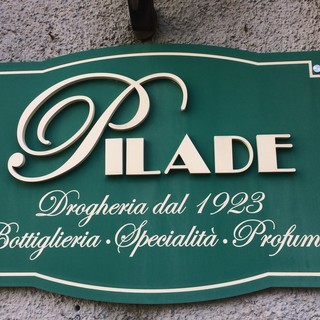 PILADE
Drogheria dal 1923
Bottiglieria · Specialità · Profum